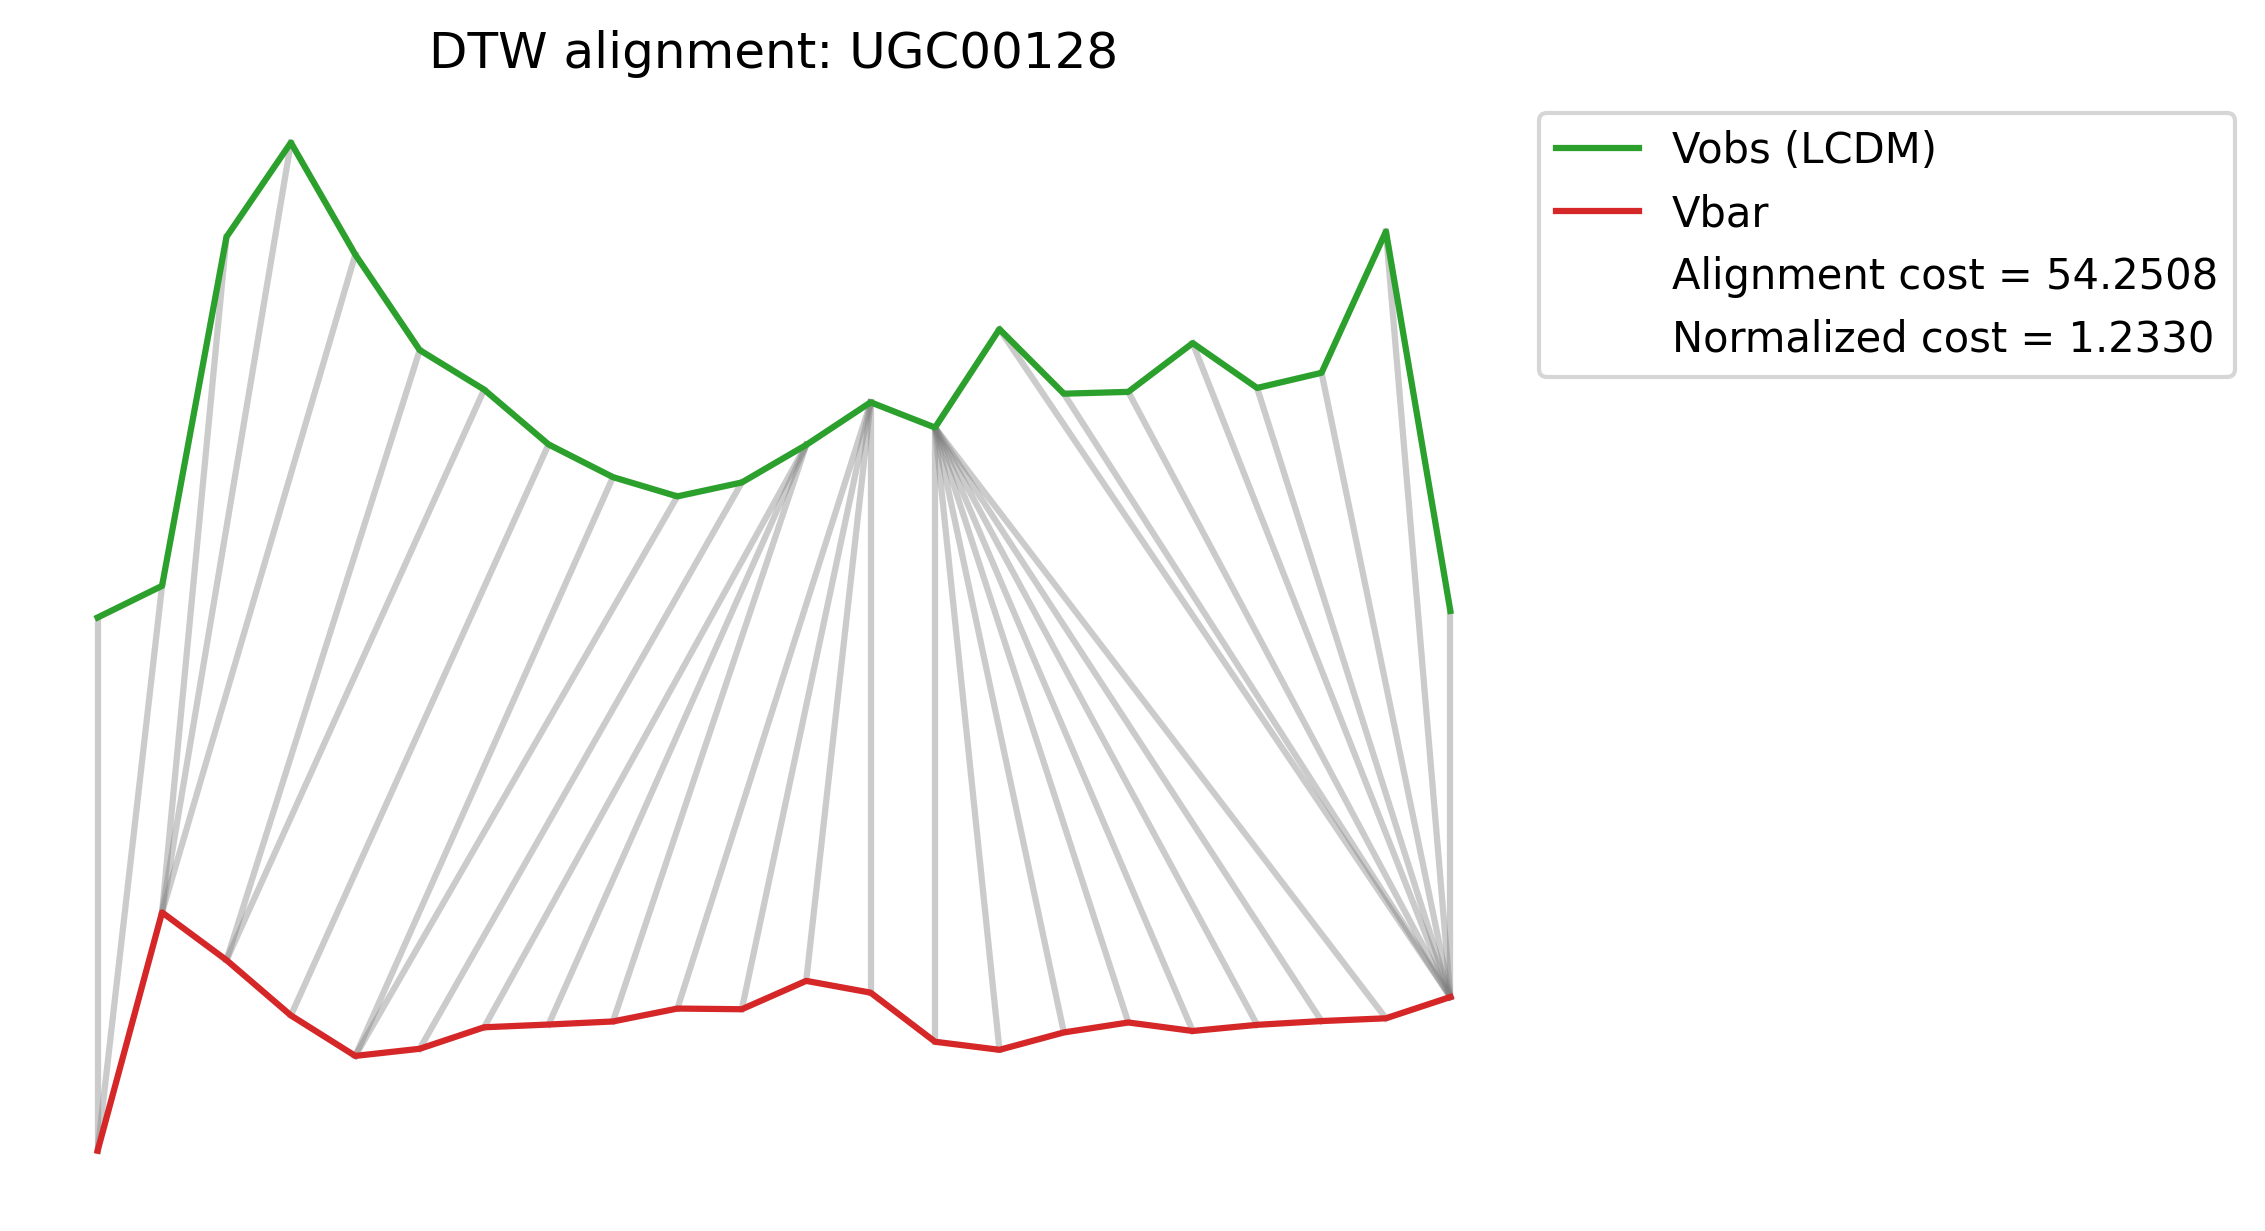 DTW alignment: UGC00128
Vobs (LCDM)
Vbar
Alignment cost = 54.2508
Normalized cost = 1.2330